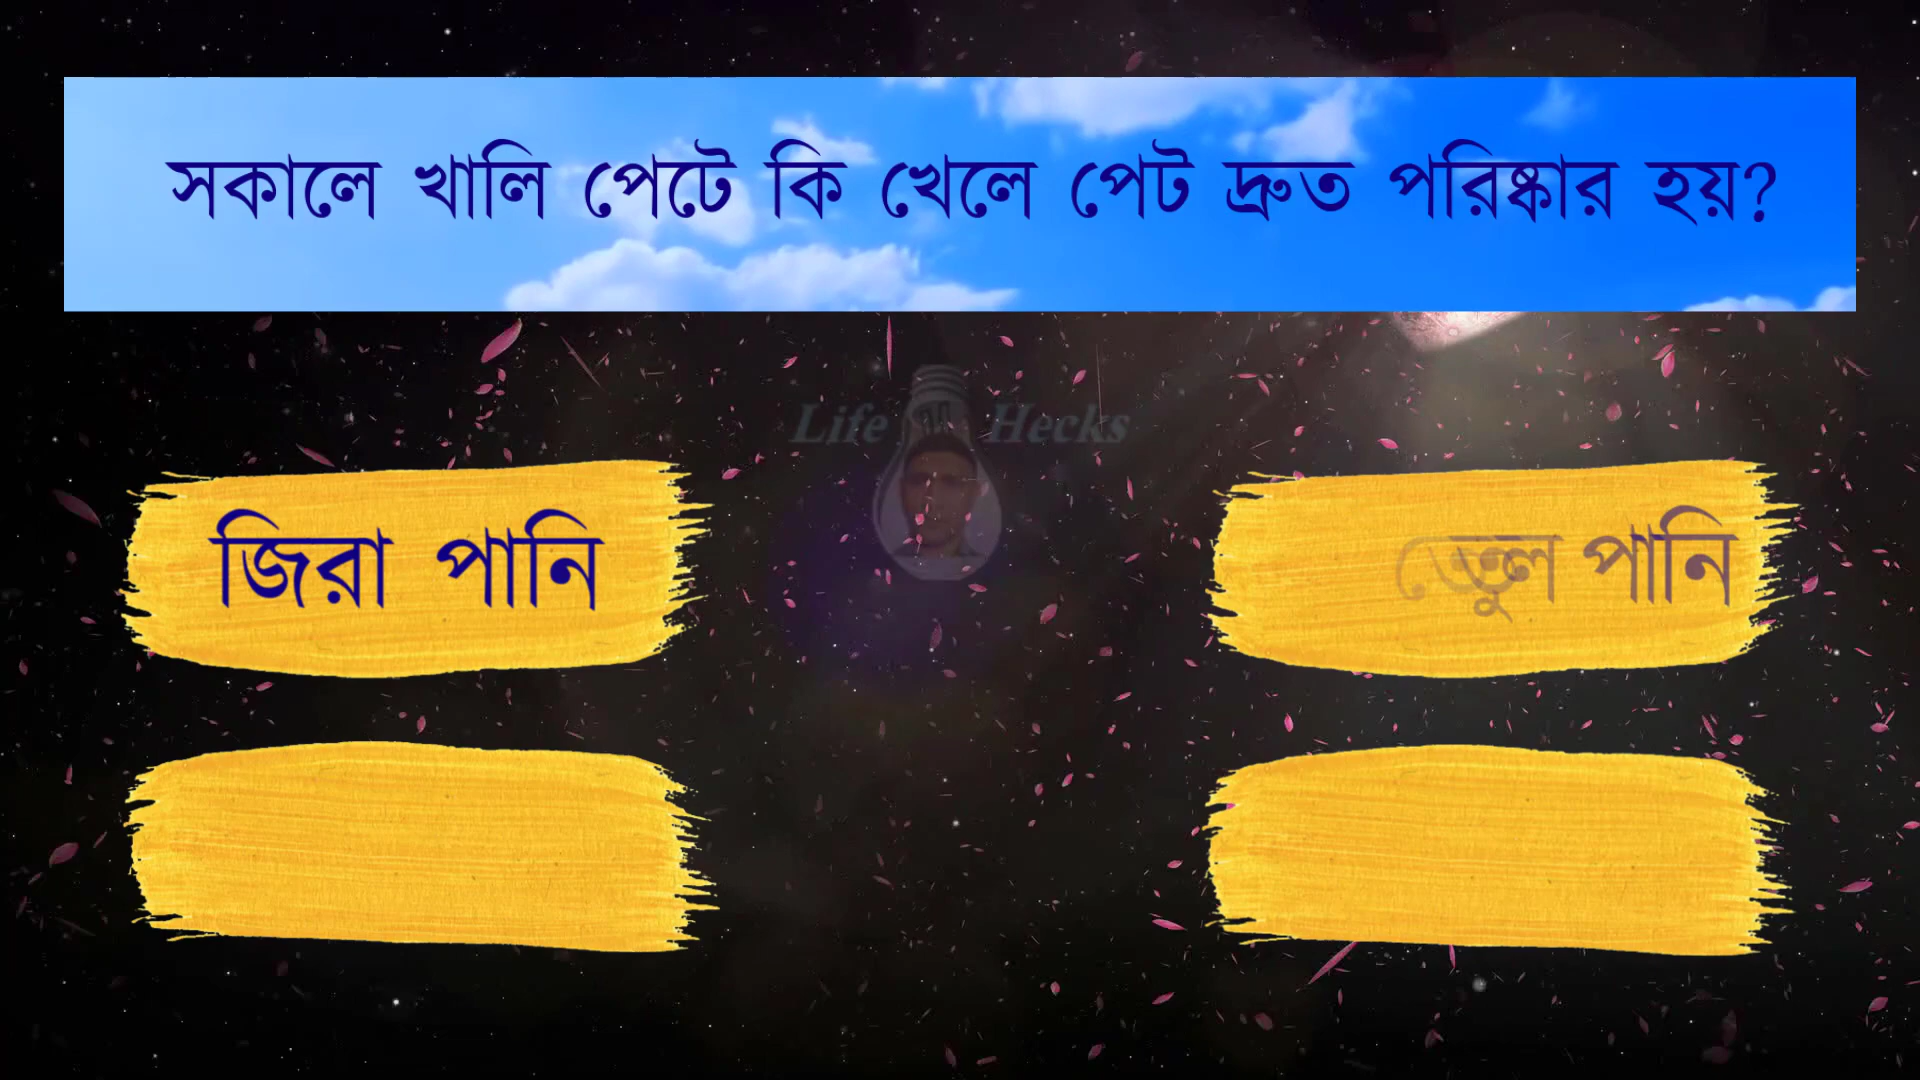 সকালে খালি পেটে কি খেলে পেট দ্রুত পরিষ্কার হয়?
Life Hecks
জিরা পানি
পানি